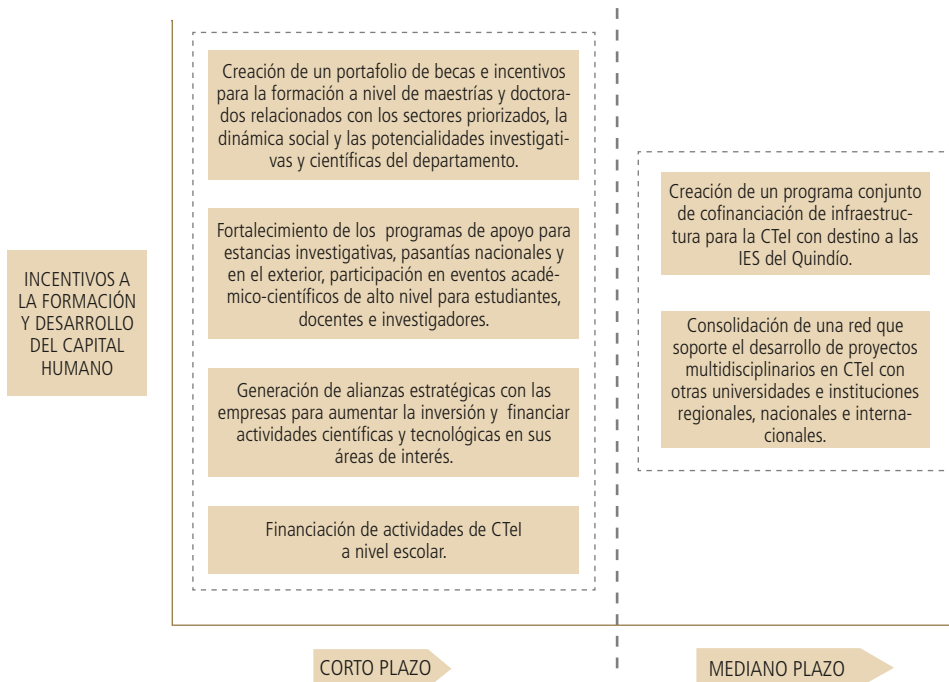 INCENTIVOS A
LA FORMACIÓN
Y DESARROLLO
DEL CAPITAL
HUMANO
Creación de un portafolio de becas e incentivos
para la formación a nivel de maestrías y doctora-
dos relacionados con los sectores priorizados, la
dinámica social y las potencialidades investigati-
vas y científicas del departamento.
Fortalecimiento de los programas de apoyo para
estancias investigativas, pasantías nacionales y
en el exterior, participación en eventos acadé-
mico-científicos de alto nivel para estudiantes,
docentes e investigadores.
Generación de alianzas estratégicas con las
empresas para aumentar la inversión y financiar
actividades científicas y tecnológicas en sus
áreas de interés.
Financiación de actividades de CTeI
a nivel escolar.
Creación de un programa conjunto
de cofinanciación de infraestruc-
tura para la CTeI con destino a las
IES del Quindío.
Consolidación de una red que
soporte el desarrollo de proyectos
multidisciplinarios en CTeI con
otras universidades e instituciones
regionales, nacionales e interna-
cionales.
CORTO PLAZO
MEDIANO PLAZO